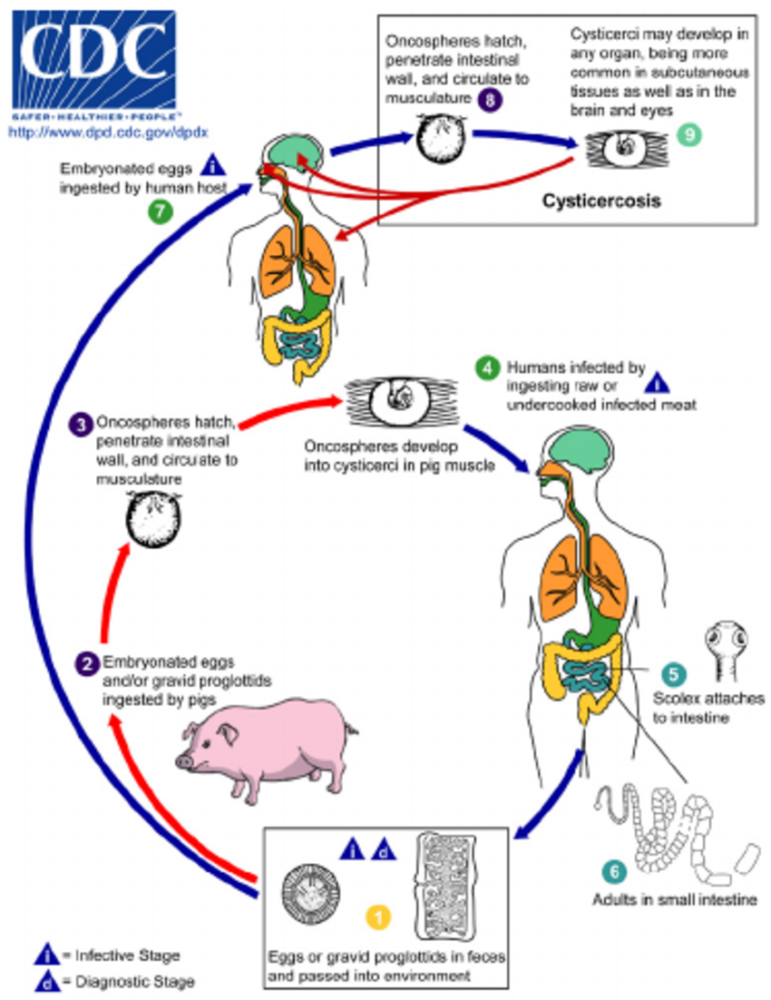 CDC
SAFER•HEALTHIER•PEOPLE™
http://www.dpd.cdc.gov/dpdx
Oncospheres hatch,
penetrate intestinal
wall, and circulate to
musculature 8
Cysticerci may develop in
any organ, being more
common in subcutaneous
tissues as well as in the
brain and eyes
9
Cysticercosis
Embryonated eggs i
ingested by human host
7
4 Humans infected by
ingesting raw or i
undercooked infected meat
3 Oncospheres hatch,
penetrate intestinal
wall, and circulate to
musculature
Oncospheres develop
into cysticerci in pig muscle
2 Embryonated eggs
and/or gravid proglottids
ingested by pigs
5
Scolex attaches
to intestine
6
Adults in small intestine
i d
1
Eggs or gravid proglottids in feces
and passed into environment
i = Infective Stage
d = Diagnostic Stage